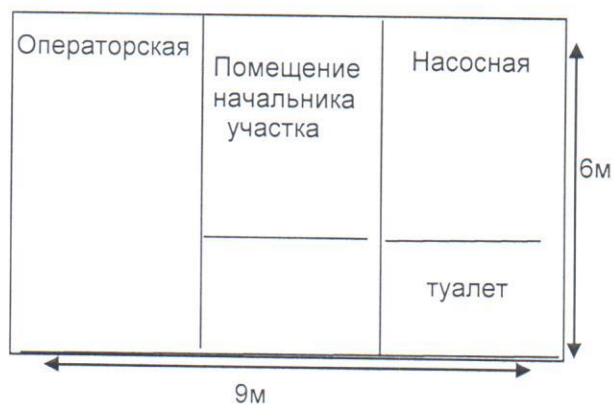 Операторская
Помещение
начальника
участка
Насосная
6м
туалет
9м